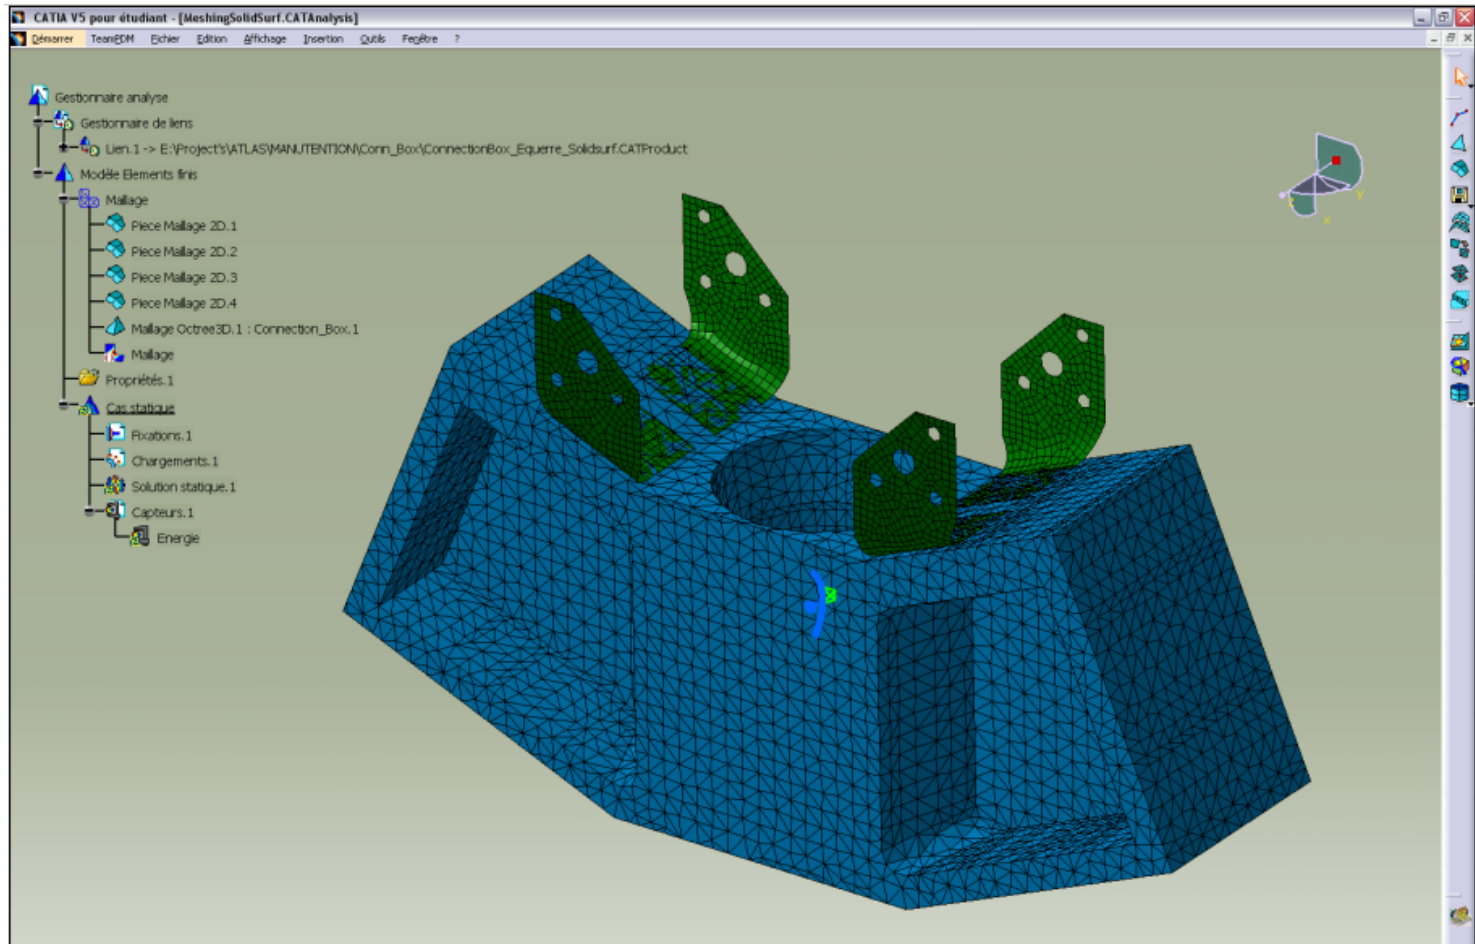 CATIA V5 pour étudiant - [MeshingSolidSurf.CATAnalysis]
Démarrer TeamPDM Fichier Edition Affichage Insertion Outils Fenêtre ?
Gestionnaire analyse
Gestionnaire de liens
Lien.1 -> E:\Project's\ATLAS\MANUTENTION\Conn_Box\ConnectionBox_Equerre_Solidsurf.CATProduct
Modèle Elements finis
Maillage
Piece Maillage 2D.1
Piece Maillage 2D.2
Piece Maillage 2D.3
Piece Maillage 2D.4
Maillage Octree3D.1 : Connection_Box.1
Maillage
Propriétés.1
Cas statique
Fixations.1
Chargements.1
Solution statique.1
Capteurs.1
Energie
y
x